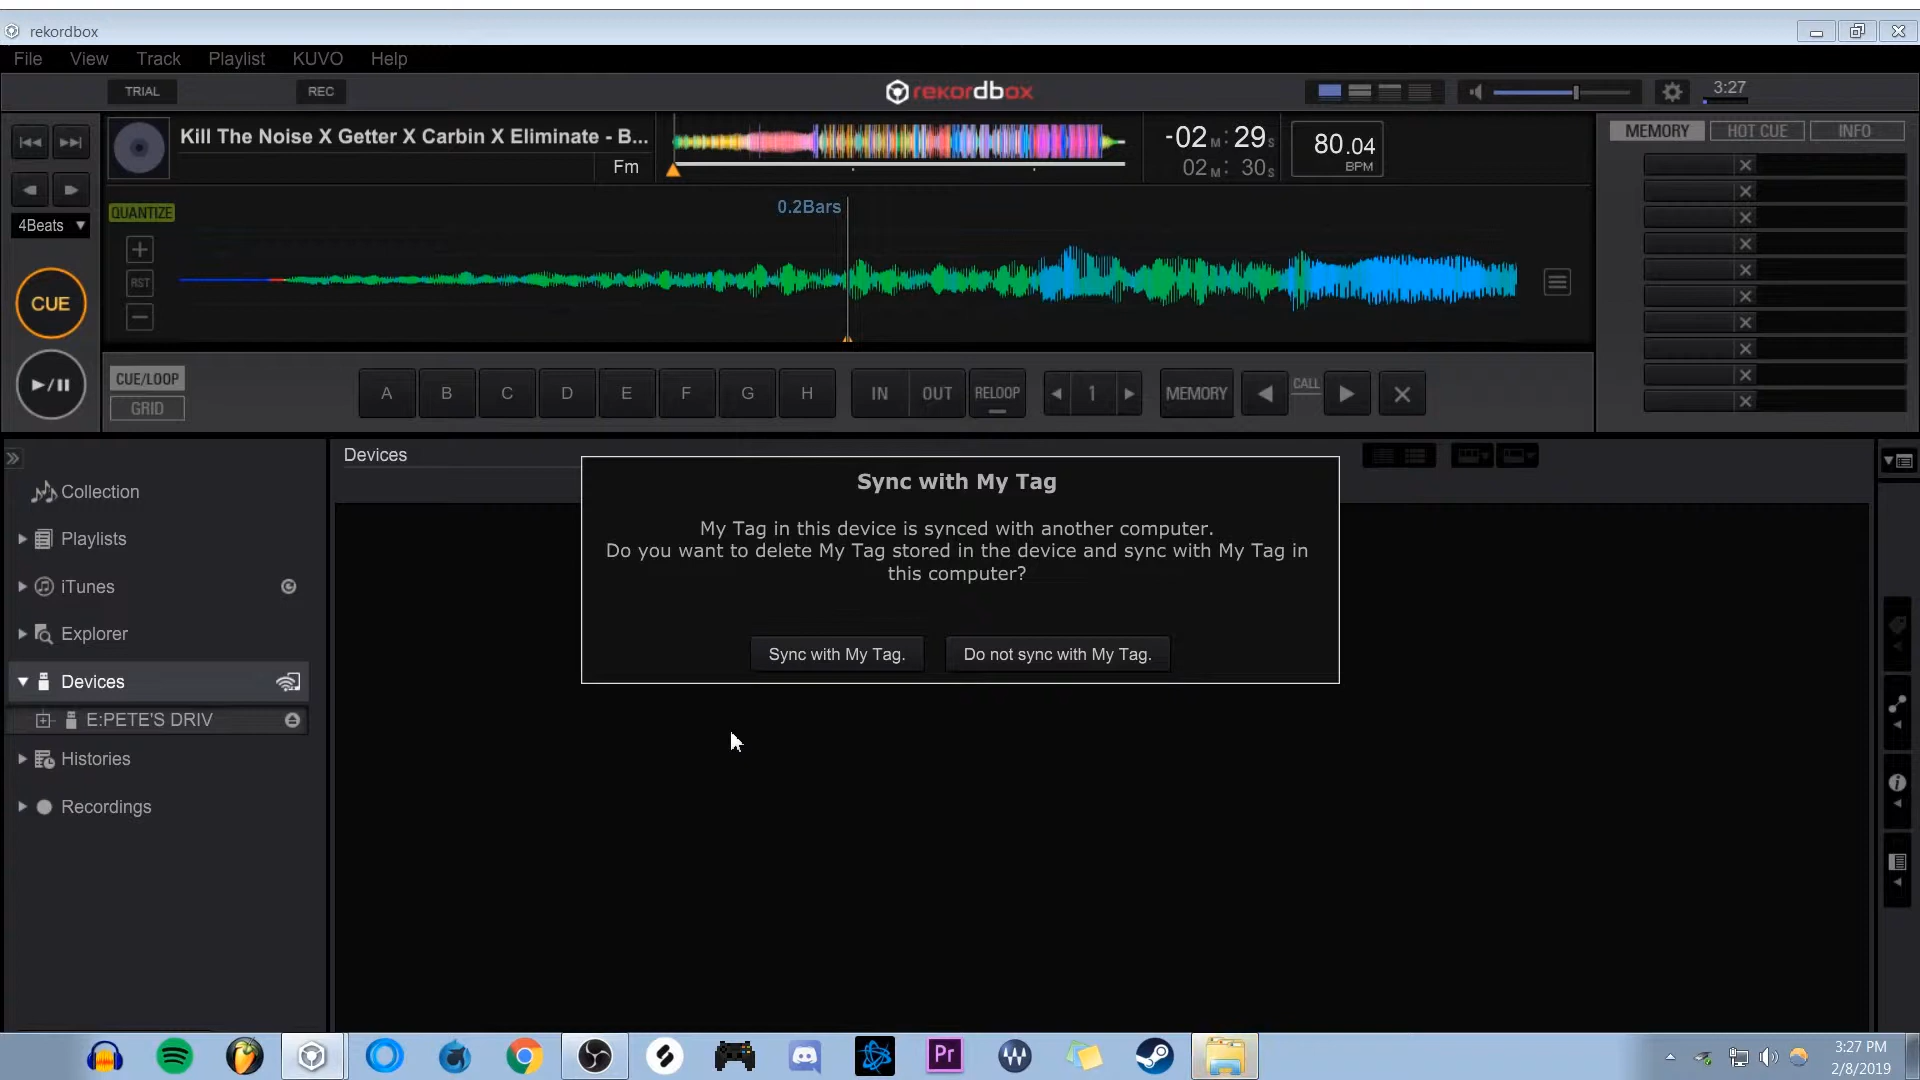 rekordbox
File View Track Playlist KUVO Help
TRIAL REC rekordbox 3:27
Kill The Noise X Getter X Carbin X Eliminate - B...
Fm
-02 M: 29 S
02 M: 30 S
80.04
BPM
MEMORY HOT CUE INFO
QUANTIZE
0.2Bars
4Beats
RST
CUE
CUE/LOOP
GRID
A B C D E F G H IN OUT RELOOP 1 MEMORY CALL
Devices
Collection
Playlists
iTunes
Explorer
Devices
E:PETE'S DRIV
Histories
Recordings
Sync with My Tag
My Tag in this device is synced with another computer.
Do you want to delete My Tag stored in the device and sync with My Tag in
this computer?
Sync with My Tag. Do not sync with My Tag.
Pr
3:27 PM
2/8/2019